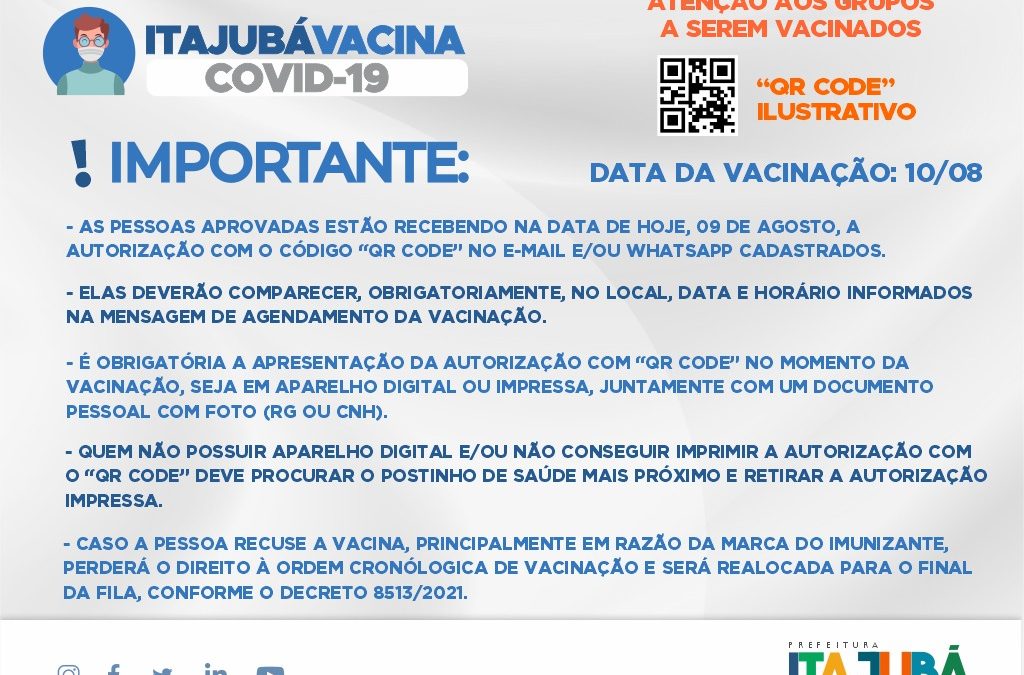 ATENÇÃO AOS GRUPOS
A SEREM VACINADOS
ITAJUBÁVACINA
COVID-19
"QR CODE"
ILUSTRATIVO
! IMPORTANTE:
DATA DA VACINAÇÃO: 10/08
- AS PESSOAS APROVADAS ESTÃO RECEBENDO NA DATA DE HOJE, 09 DE AGOSTO, A
AUTORIZAÇÃO COM O CÓDIGO "QR CODE" NO E-MAIL E/OU WHATSAPP CADASTRADOS.
- ELAS DEVERÃO COMPARECER, OBRIGATORIAMENTE, NO LOCAL, DATA E HORÁRIO INFORMADOS
NA MENSAGEM DE AGENDAMENTO DA VACINAÇÃO.
- É OBRIGATÓRIA A APRESENTAÇÃO DA AUTORIZAÇÃO COM "QR CODE" NO MOMENTO DA
VACINAÇÃO, SEJA EM APARELHO DIGITAL OU IMPRESSA, JUNTAMENTE COM UM DOCUMENTO
PESSOAL COM FOTO (RG OU CNH).
- QUEM NÃO POSSUIR APARELHO DIGITAL E/OU NÃO CONSEGUIR IMPRIMIR A AUTORIZAÇÃO COM
O "QR CODE" DEVE PROCURAR O POSTINHO DE SAÚDE MAIS PRÓXIMO E RETIRAR A AUTORIZAÇÃO
IMPRESSA.
- CASO A PESSOA RECUSE A VACINA, PRINCIPALMENTE EM RAZÃO DA MARCA DO IMUNIZANTE,
PERDERÁ O DIREITO À ORDEM CRONÓLOGICA DE VACINAÇÃO E SERÁ REALOCADA PARA O FINAL
DA FILA, CONFORME O DECRETO 8513/2021.
PREFEITURA
ITAJUBÁ